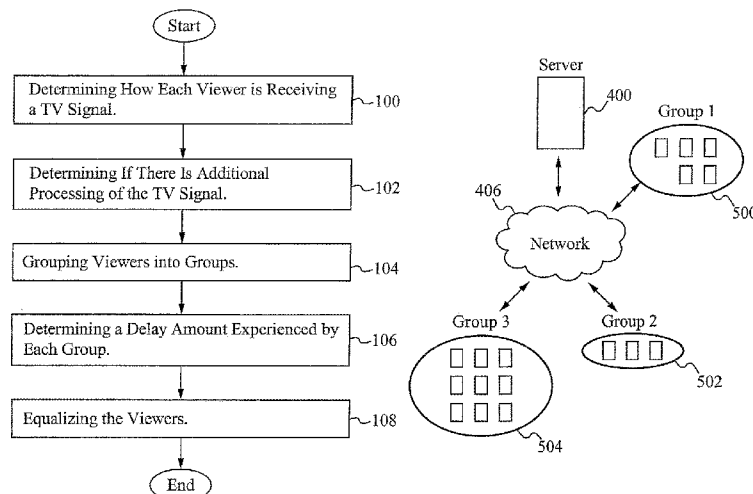 Start
Determining How Each Viewer is Receiving
a TV Signal.
100
Determining If There Is Additional
Processing of the TV Signal.
102
Grouping Viewers into Groups.
104
Determining a Delay Amount Experienced by
Each Group.
106
Equalizing the Viewers.
108
End
Server
400
Group 1
500
406
Network
Group 3
504
Group 2
502